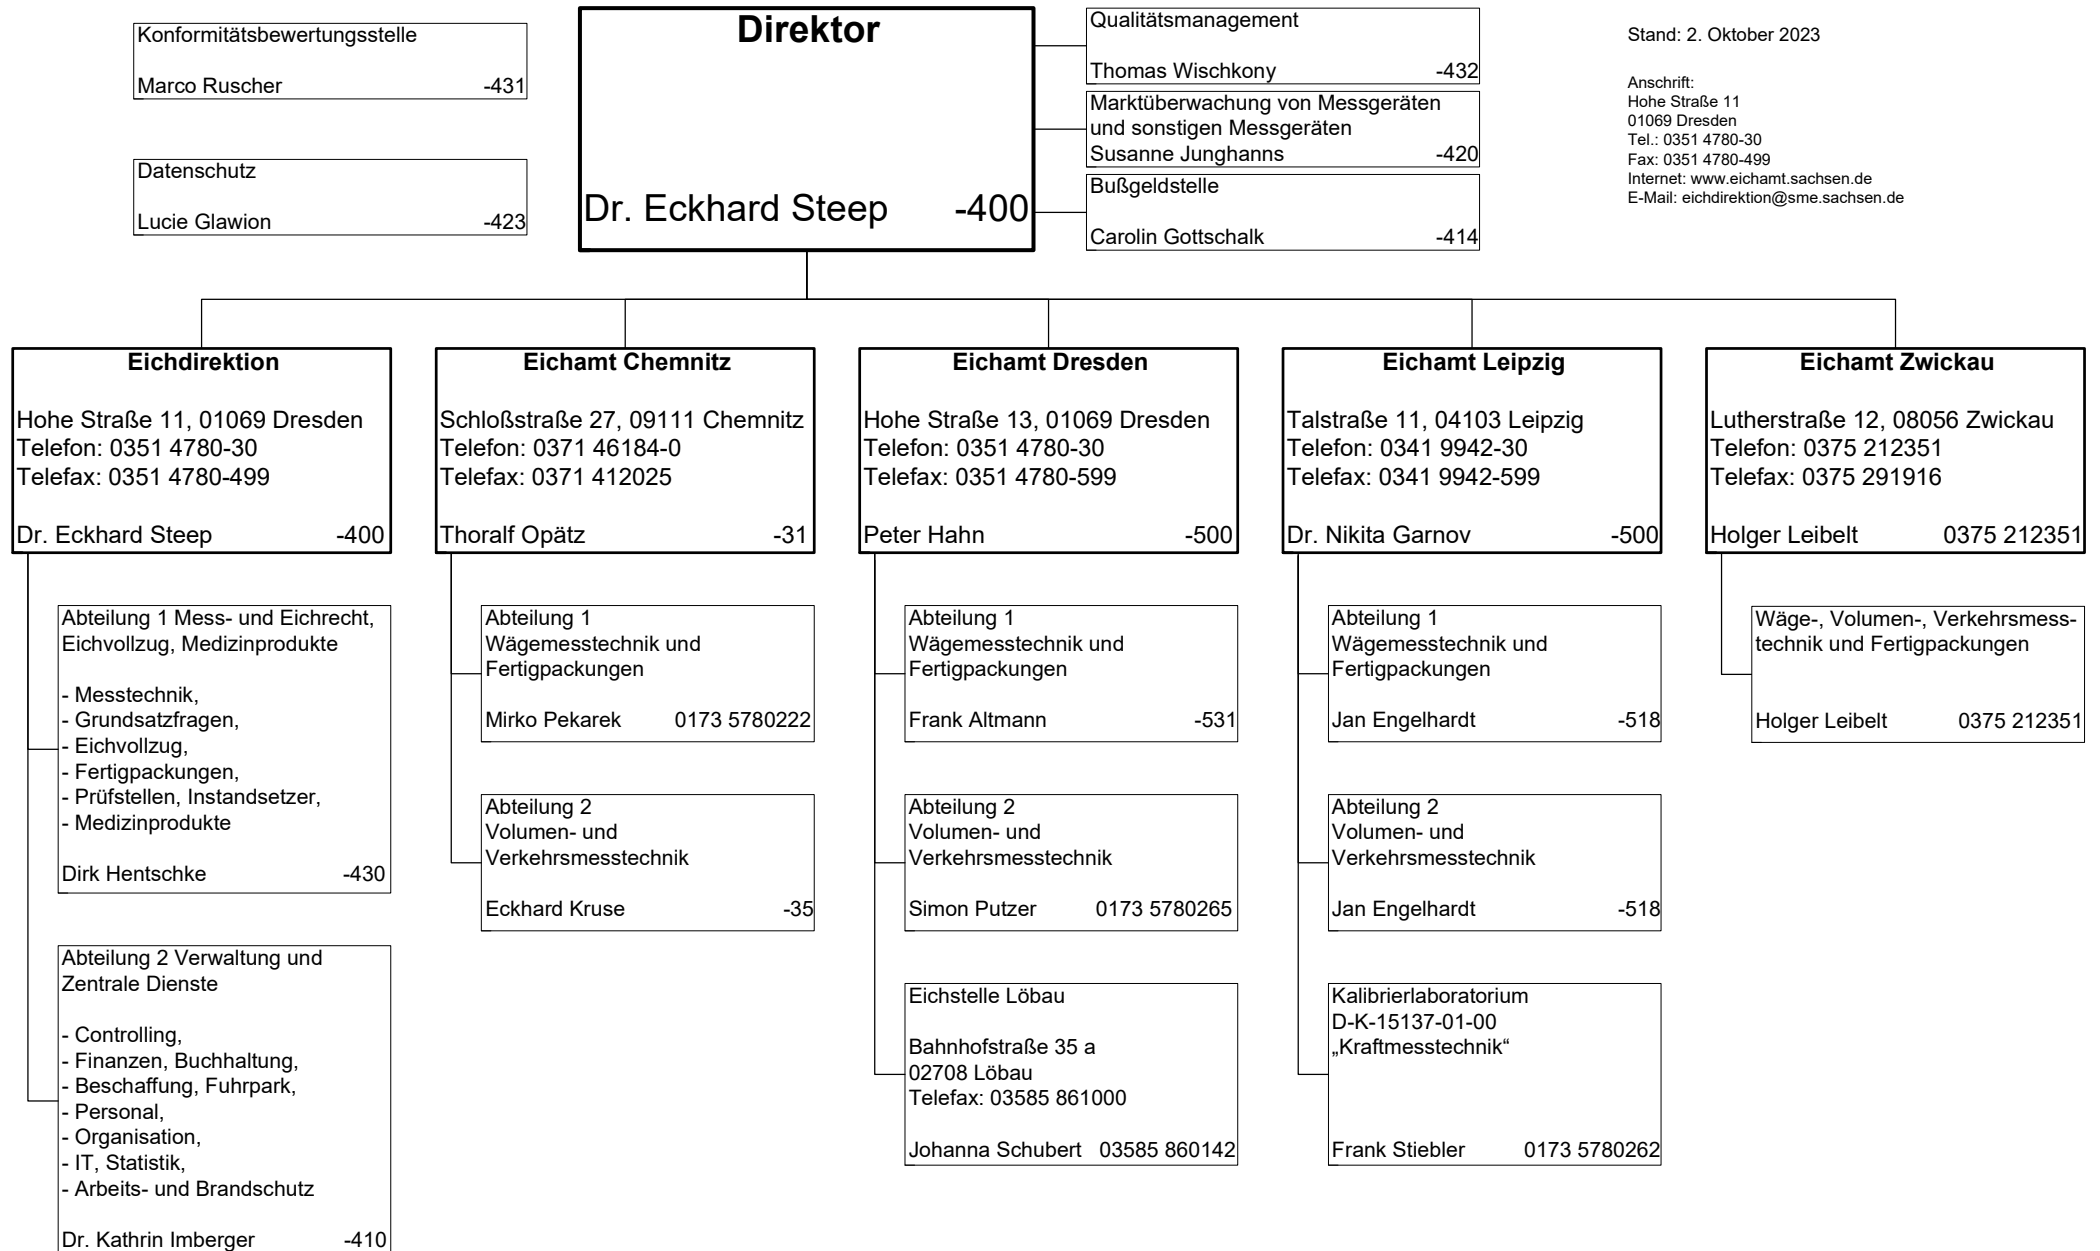 Konformitätsbewertungsstelle
Marco Ruscher -431
Datenschutz
Lucie Glawion -423
Direktor
Dr. Eckhard Steep -400
Qualitätsmanagement
Thomas Wischkony -432
Marktüberwachung von Messgeräten
und sonstigen Messgeräten
Susanne Junghanns -420
Bußgeldstelle
Carolin Gottschalk -414
Stand: 2. Oktober 2023
Anschrift:
Hohe Straße 11
01069 Dresden
Tel.: 0351 4780-30
Fax: 0351 4780-499
Internet: www.eichamt.sachsen.de
E-Mail: eichdirektion@sme.sachsen.de
Eichdirektion
Hohe Straße 11, 01069 Dresden
Telefon: 0351 4780-30
Telefax: 0351 4780-499
Dr. Eckhard Steep -400
Abteilung 1 Mess- und Eichrecht,
Eichvollzug, Medizinprodukte
- Messtechnik,
- Grundsatzfragen,
- Eichvollzug,
- Fertigpackungen,
- Prüfstellen, Instandsetzer,
- Medizinprodukte
Dirk Hentschke -430
Abteilung 2 Verwaltung und
Zentrale Dienste
- Controlling,
- Finanzen, Buchhaltung,
- Beschaffung, Fuhrpark,
- Personal,
- Organisation,
- IT, Statistik,
- Arbeits- und Brandschutz
Dr. Kathrin Imberger -410
Eichamt Chemnitz
Schloßstraße 27, 09111 Chemnitz
Telefon: 0371 46184-0
Telefax: 0371 412025
Thoralf Opätz -31
Abteilung 1
Wägemesstechnik und
Fertigpackungen
Mirko Pekarek 0173 5780222
Abteilung 2
Volumen- und
Verkehrsmesstechnik
Eckhard Kruse -35
Eichamt Dresden
Hohe Straße 13, 01069 Dresden
Telefon: 0351 4780-30
Telefax: 0351 4780-599
Peter Hahn -500
Abteilung 1
Wägemesstechnik und
Fertigpackungen
Frank Altmann -531
Abteilung 2
Volumen- und
Verkehrsmesstechnik
Simon Putzer 0173 5780265
Eichstelle Löbau
Bahnhofstraße 35 a
02708 Löbau
Telefax: 03585 861000
Johanna Schubert 03585 860142
Eichamt Leipzig
Talstraße 11, 04103 Leipzig
Telefon: 0341 9942-30
Telefax: 0341 9942-599
Dr. Nikita Garnov -500
Abteilung 1
Wägemesstechnik und
Fertigpackungen
Jan Engelhardt -518
Abteilung 2
Volumen- und
Verkehrsmesstechnik
Jan Engelhardt -518
Kalibrierlaboratorium
D-K-15137-01-00
„Kraftmesstechnik“
Frank Stiebler 0173 5780262
Eichamt Zwickau
Lutherstraße 12, 08056 Zwickau
Telefon: 0375 212351
Telefax: 0375 291916
Holger Leibelt 0375 212351
Wäge-, Volumen-, Verkehrsmess-
technik und Fertigpackungen
Holger Leibelt 0375 212351